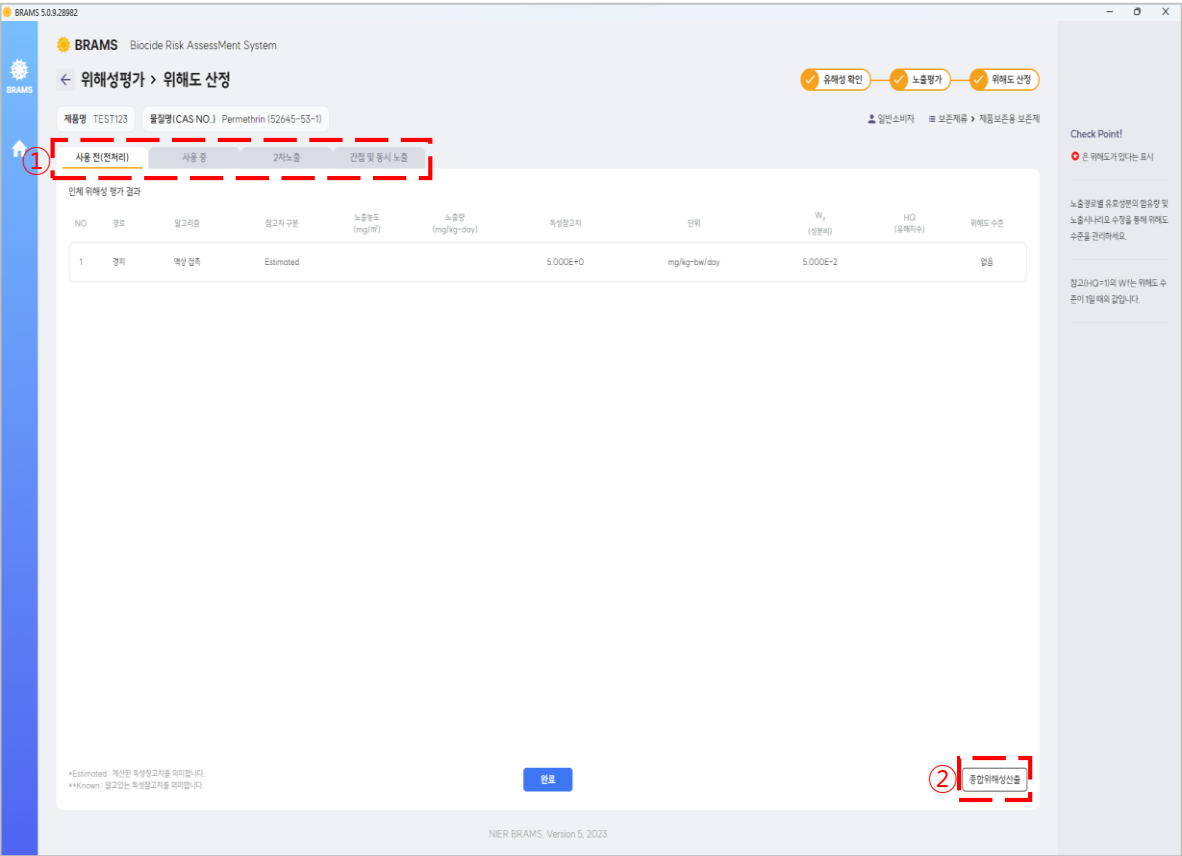 BRAMS 5.0.9.28982
BRAMS Biocide Risk AssessMent System
BRAMS
위해성평가 > 위해도 산정
유해성 확인
노출평가
위해도 산정
제품명 TEST123
물질명(CAS NO.) Permethrin (52645-53-1)
일반소비자
보존제류 > 제품보존용 보존제
①
사용 전(전처리)
사용 중
2차노출
간접 및 동시 노출
인체 위해성 평가 결과
NO
경로
알고리즘
참고치 구분
노출농도
(mg/㎥)
노출량
(mg/kg-day)
독성참고치
단위
Wf
(성분비)
HQ
(유해지수)
위해도 수준
1
경피
액상 접촉
Estimated
5.000E+0
mg/kg-bw/day
5.000E-2
없음
*Estimated : 계산된 독성참고치를 의미합니다.
**Known : 알고있는 독성참고치를 의미합니다.
완료
②
종합위해성산출
NIER BRAMS, Version 5, 2023
Check Point!
은 위해도가 있다는 표시
노출경로별 유효성분의 함유량 및
노출시나리오 수정을 통해 위해도
수준을 관리하세요.
참고(HQ=1)의 Wf는 위해도 수
준이 1일 때의 값입니다.